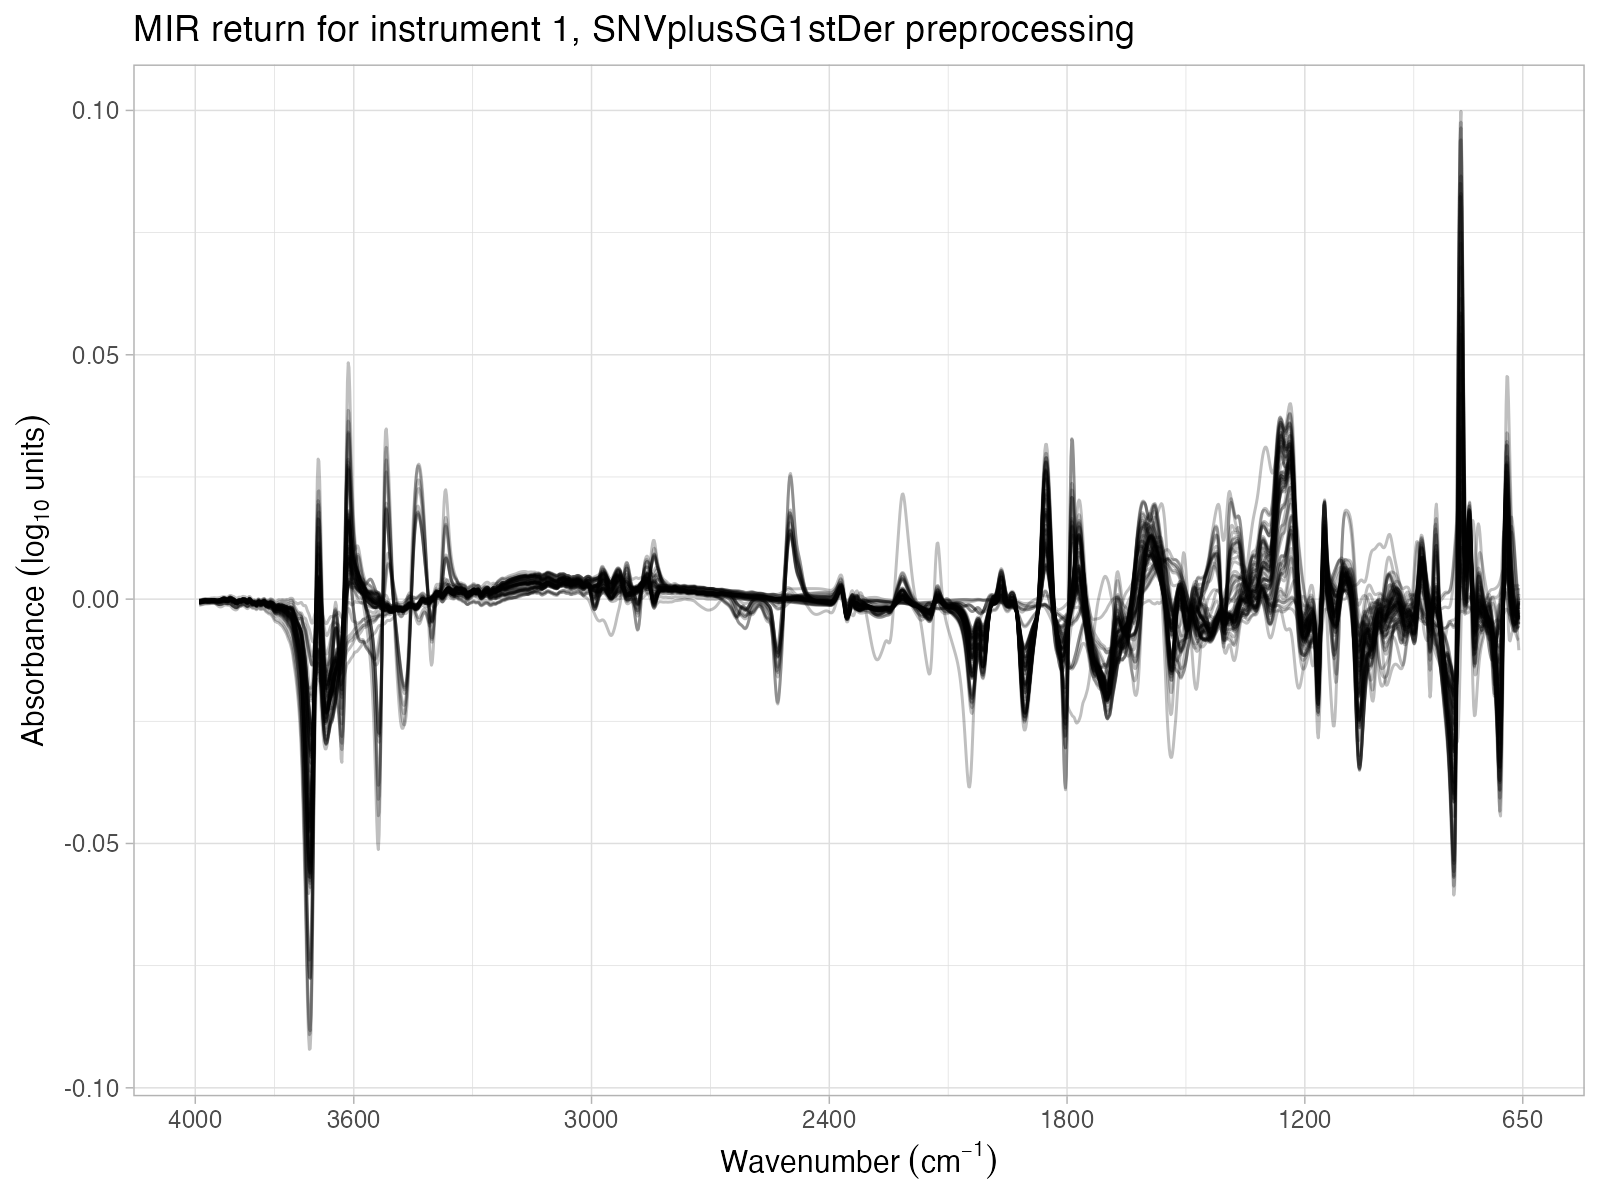 MIR return for instrument 1, SNVplusSG1stDer preprocessing
Absorbance (log₁₀ units)
0.10
0.05
0.00
-0.05
-0.10
4000 3600 3000 2400 1800 1200 650
Wavenumber (cm⁻¹)